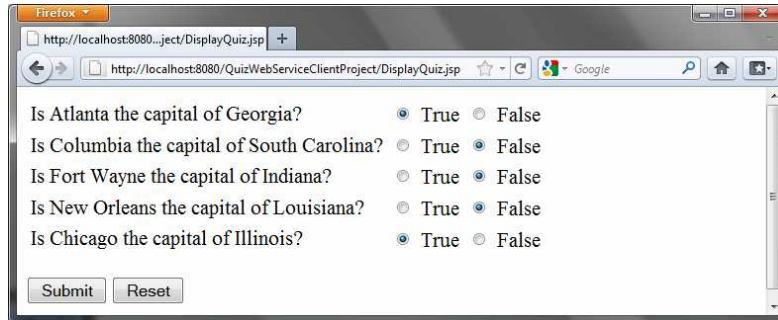 Firefox
http://localhost:8080...ject/DisplayQuiz.jsp
http://localhost:8080/QuizWebServiceClientProject/DisplayQuiz.jsp Google
Is Atlanta the capital of Georgia? True False
Is Columbia the capital of South Carolina? True False
Is Fort Wayne the capital of Indiana? True False
Is New Orleans the capital of Louisiana? True False
Is Chicago the capital of Illinois? True False
Submit Reset